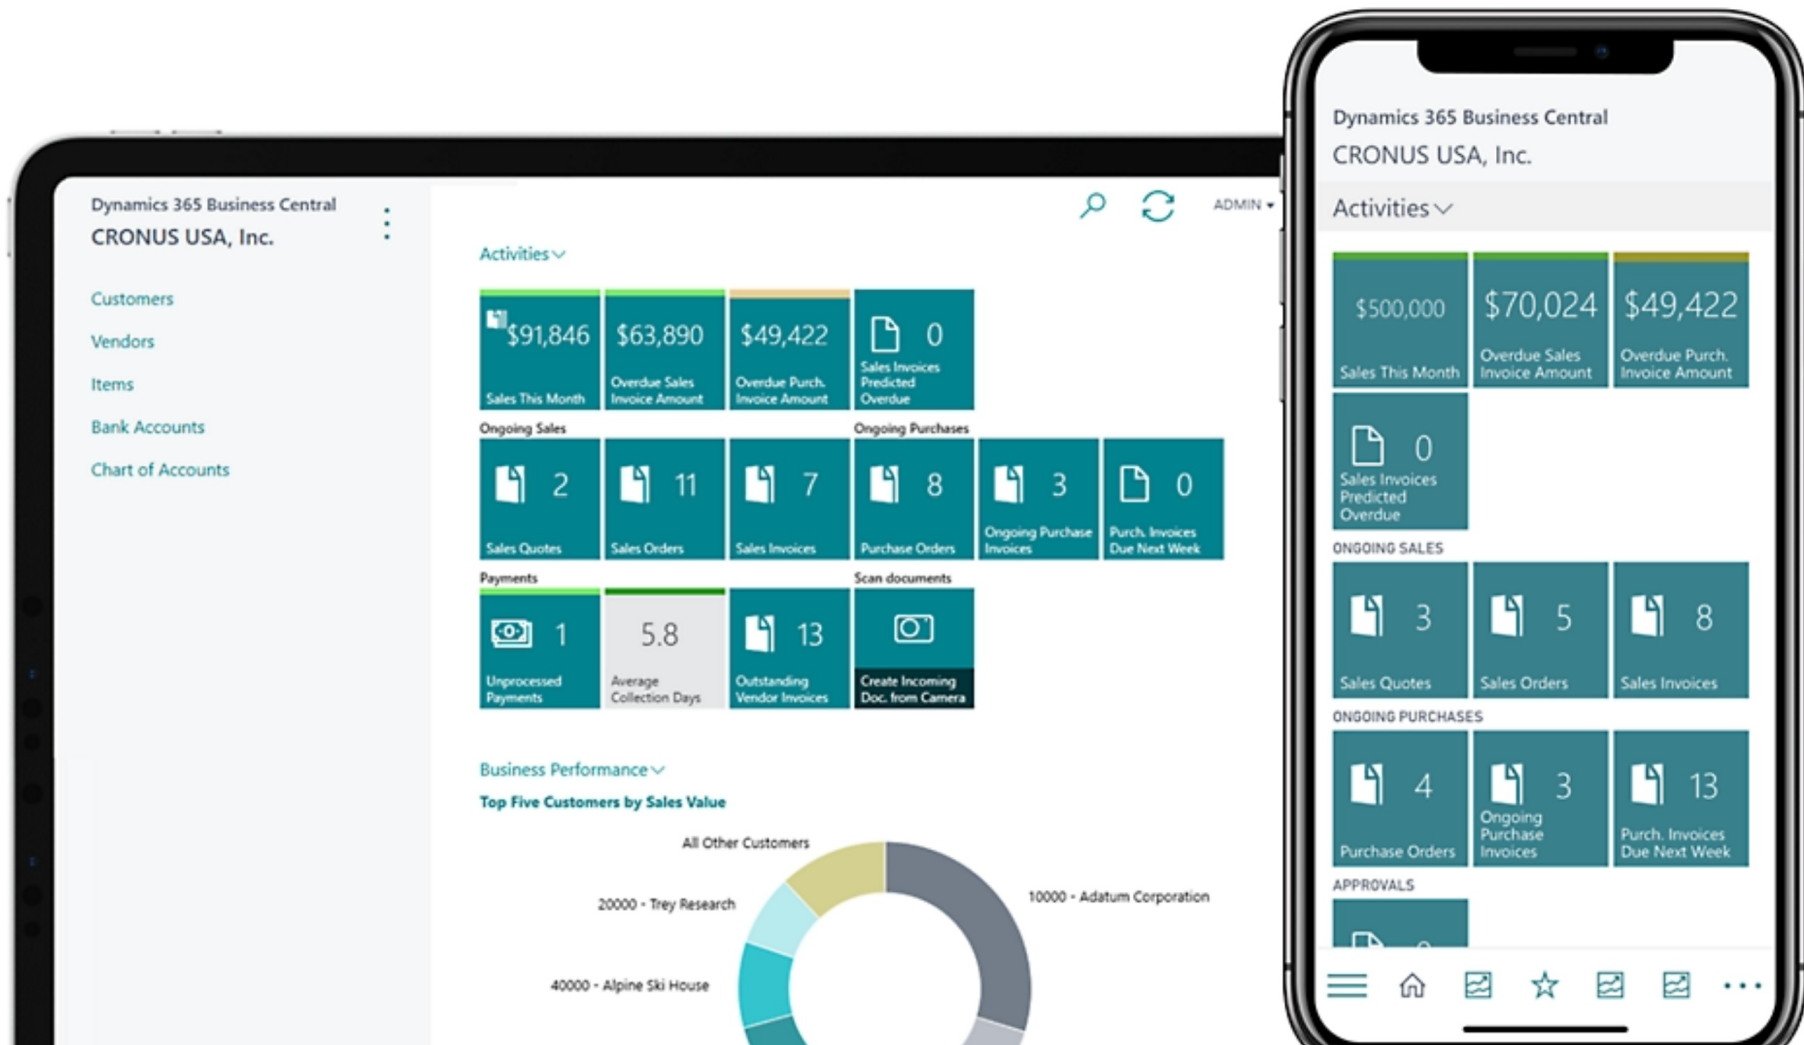 Dynamics 365 Business Central
CRONUS USA, Inc.
Customers
Vendors
Items
Bank Accounts
Chart of Accounts
ADMIN
Activities
$91,846
Sales This Month
$63,890
Overdue Sales
Invoice Amount
$49,422
Overdue Purch.
Invoice Amount
0
Sales Invoices
Predicted
Overdue
Ongoing Sales
2
Sales Quotes
11
Sales Orders
7
Sales Invoices
Ongoing Purchases
8
Purchase Orders
3
Ongoing Purchase
Invoices
0
Purch. Invoices
Due Next Week
Payments
1
Unprocessed
Payments
5.8
Average
Collection Days
13
Outstanding
Vendor Invoices
Scan documents
Create Incoming
Doc. from Camera
Business Performance
Top Five Customers by Sales Value
All Other Customers
20000 - Trey Research
40000 - Alpine Ski House
10000 - Adatum Corporation
Dynamics 365 Business Central
CRONUS USA, Inc.
Activities
$500,000
Sales This Month
$70,024
Overdue Sales
Invoice Amount
$49,422
Overdue Purch.
Invoice Amount
0
Sales Invoices
Predicted
Overdue
ONGOING SALES
3
Sales Quotes
5
Sales Orders
8
Sales Invoices
ONGOING PURCHASES
4
Purchase Orders
3
Ongoing
Purchase
Invoices
13
Purch. Invoices
Due Next Week
APPROVALS